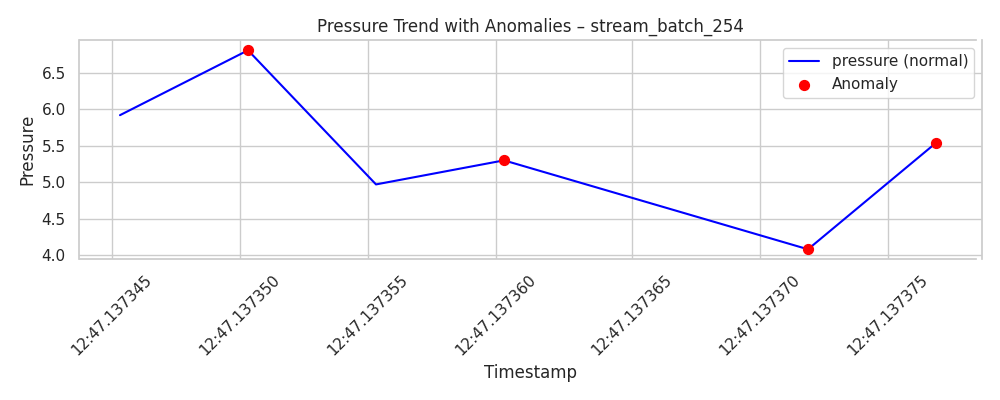 Pressure Trend with Anomalies – stream_batch_254
pressure (normal)
Anomaly
Pressure
6.5
6.0
5.5
5.0
4.5
4.0
12:47.137345
12:47.137350
12:47.137355
12:47.137360
12:47.137365
12:47.137370
12:47.137375
Timestamp